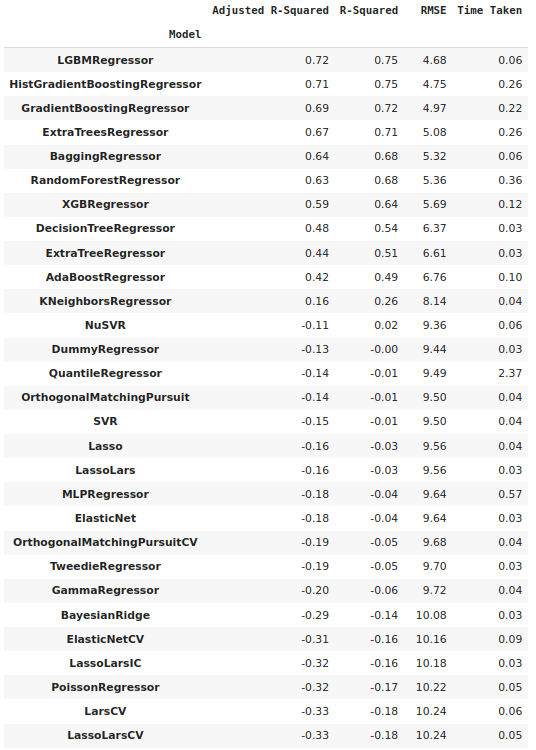 Adjusted R-Squared R-Squared RMSE Time Taken
Model
LGBMRegressor 0.72 0.75 4.68 0.06
HistGradientBoostingRegressor 0.71 0.75 4.75 0.26
GradientBoostingRegressor 0.69 0.72 4.97 0.22
ExtraTreesRegressor 0.67 0.71 5.08 0.26
BaggingRegressor 0.64 0.68 5.32 0.06
RandomForestRegressor 0.63 0.68 5.36 0.36
XGBRegressor 0.59 0.64 5.69 0.12
DecisionTreeRegressor 0.48 0.54 6.37 0.03
ExtraTreeRegressor 0.44 0.51 6.61 0.03
AdaBoostRegressor 0.42 0.49 6.76 0.10
KNeighborsRegressor 0.16 0.26 8.14 0.04
NuSVR -0.11 0.02 9.36 0.06
DummyRegressor -0.13 -0.00 9.44 0.03
QuantileRegressor -0.14 -0.01 9.49 2.37
OrthogonalMatchingPursuit -0.14 -0.01 9.50 0.04
SVR -0.15 -0.01 9.50 0.04
Lasso -0.16 -0.03 9.56 0.04
LassoLars -0.16 -0.03 9.56 0.03
MLPRegressor -0.18 -0.04 9.64 0.57
ElasticNet -0.18 -0.04 9.64 0.03
OrthogonalMatchingPursuitCV -0.19 -0.05 9.68 0.04
TweedieRegressor -0.19 -0.05 9.70 0.03
GammaRegressor -0.20 -0.06 9.72 0.04
BayesianRidge -0.29 -0.14 10.08 0.03
ElasticNetCV -0.31 -0.16 10.16 0.09
LassoLarsIC -0.32 -0.16 10.18 0.03
PoissonRegressor -0.32 -0.17 10.22 0.05
LarsCV -0.33 -0.18 10.24 0.06
LassoLarsCV -0.33 -0.18 10.24 0.05